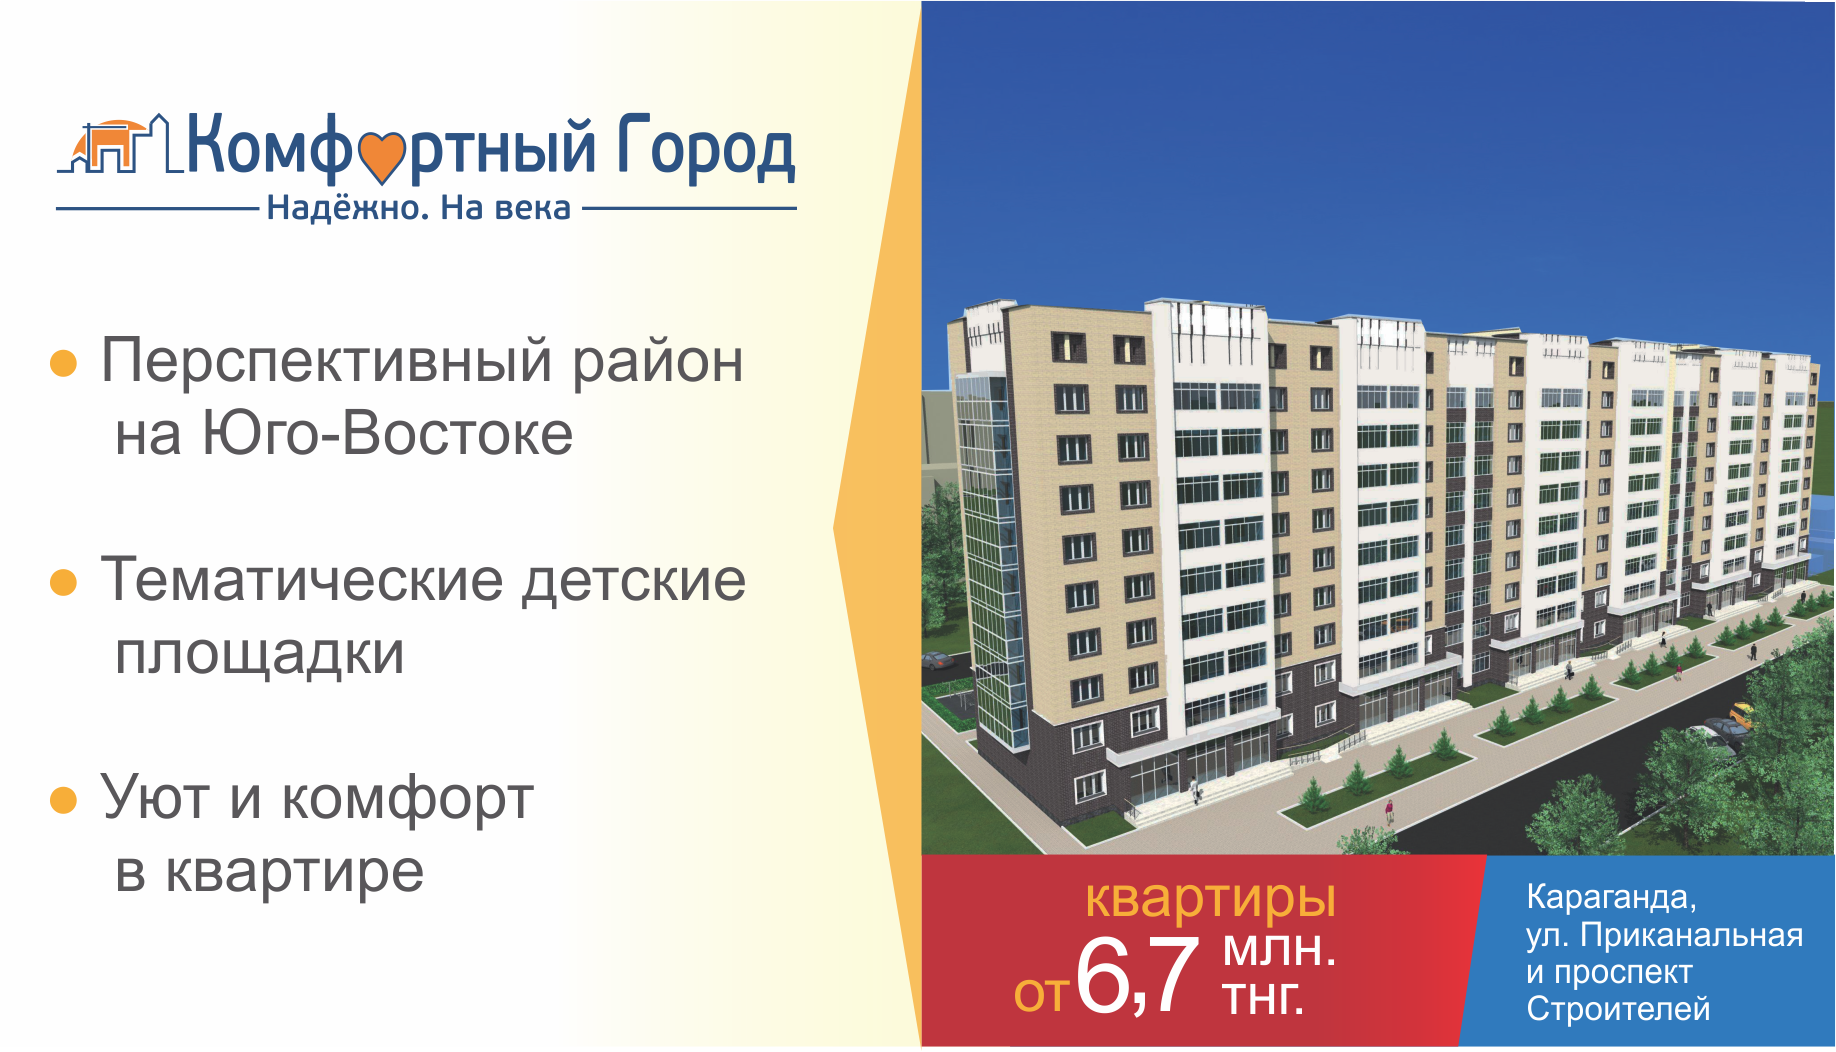 Комфортный Город
Надёжно. На века
Перспективный район
на Юго-Востоке
Тематические детские
площадки
Уют и комфорт
в квартире
квартиры
от 6,7 млн.
тнг.
Караганда,
ул. Приканальная
и проспект
Строителей